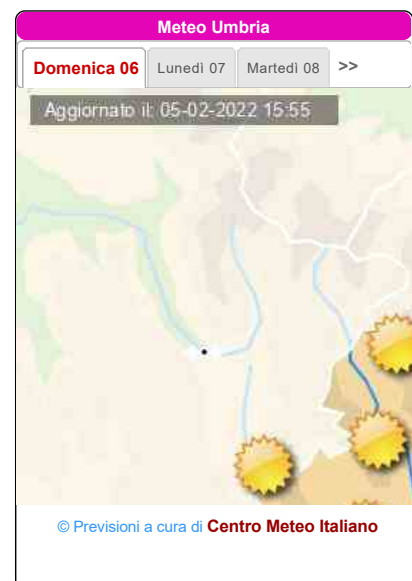 Meteo Umbria
Domenica 06 Lunedì 07 Martedì 08 >>
Aggiornato il: 05-02-2022 15:55
© Previsioni a cura di Centro Meteo Italiano